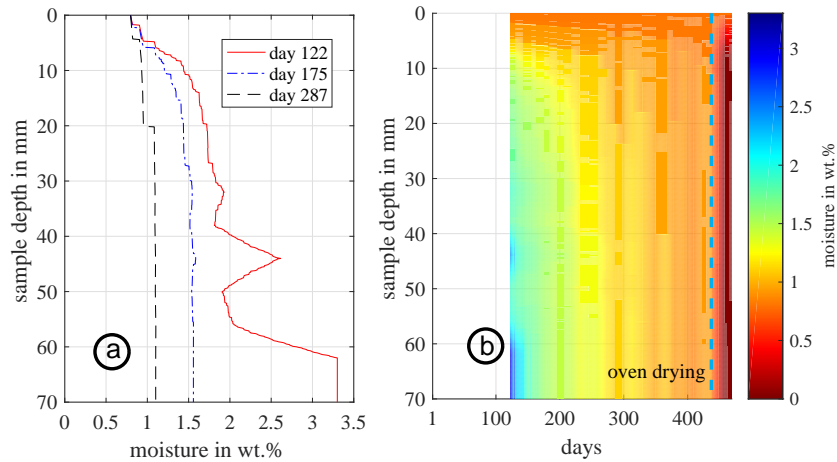 0
10
20
30
40
50
60
70
sample depth in mm
0 0.5 1 1.5 2 2.5 3 3.5
moisture in wt.%
day 122
day 175
day 287
a
0
10
20
30
40
50
60
70
sample depth in mm
1 100 200 300 400
days
oven drying
b
3
2.5
2
1.5
1
0.5
0
moisture in wt.%